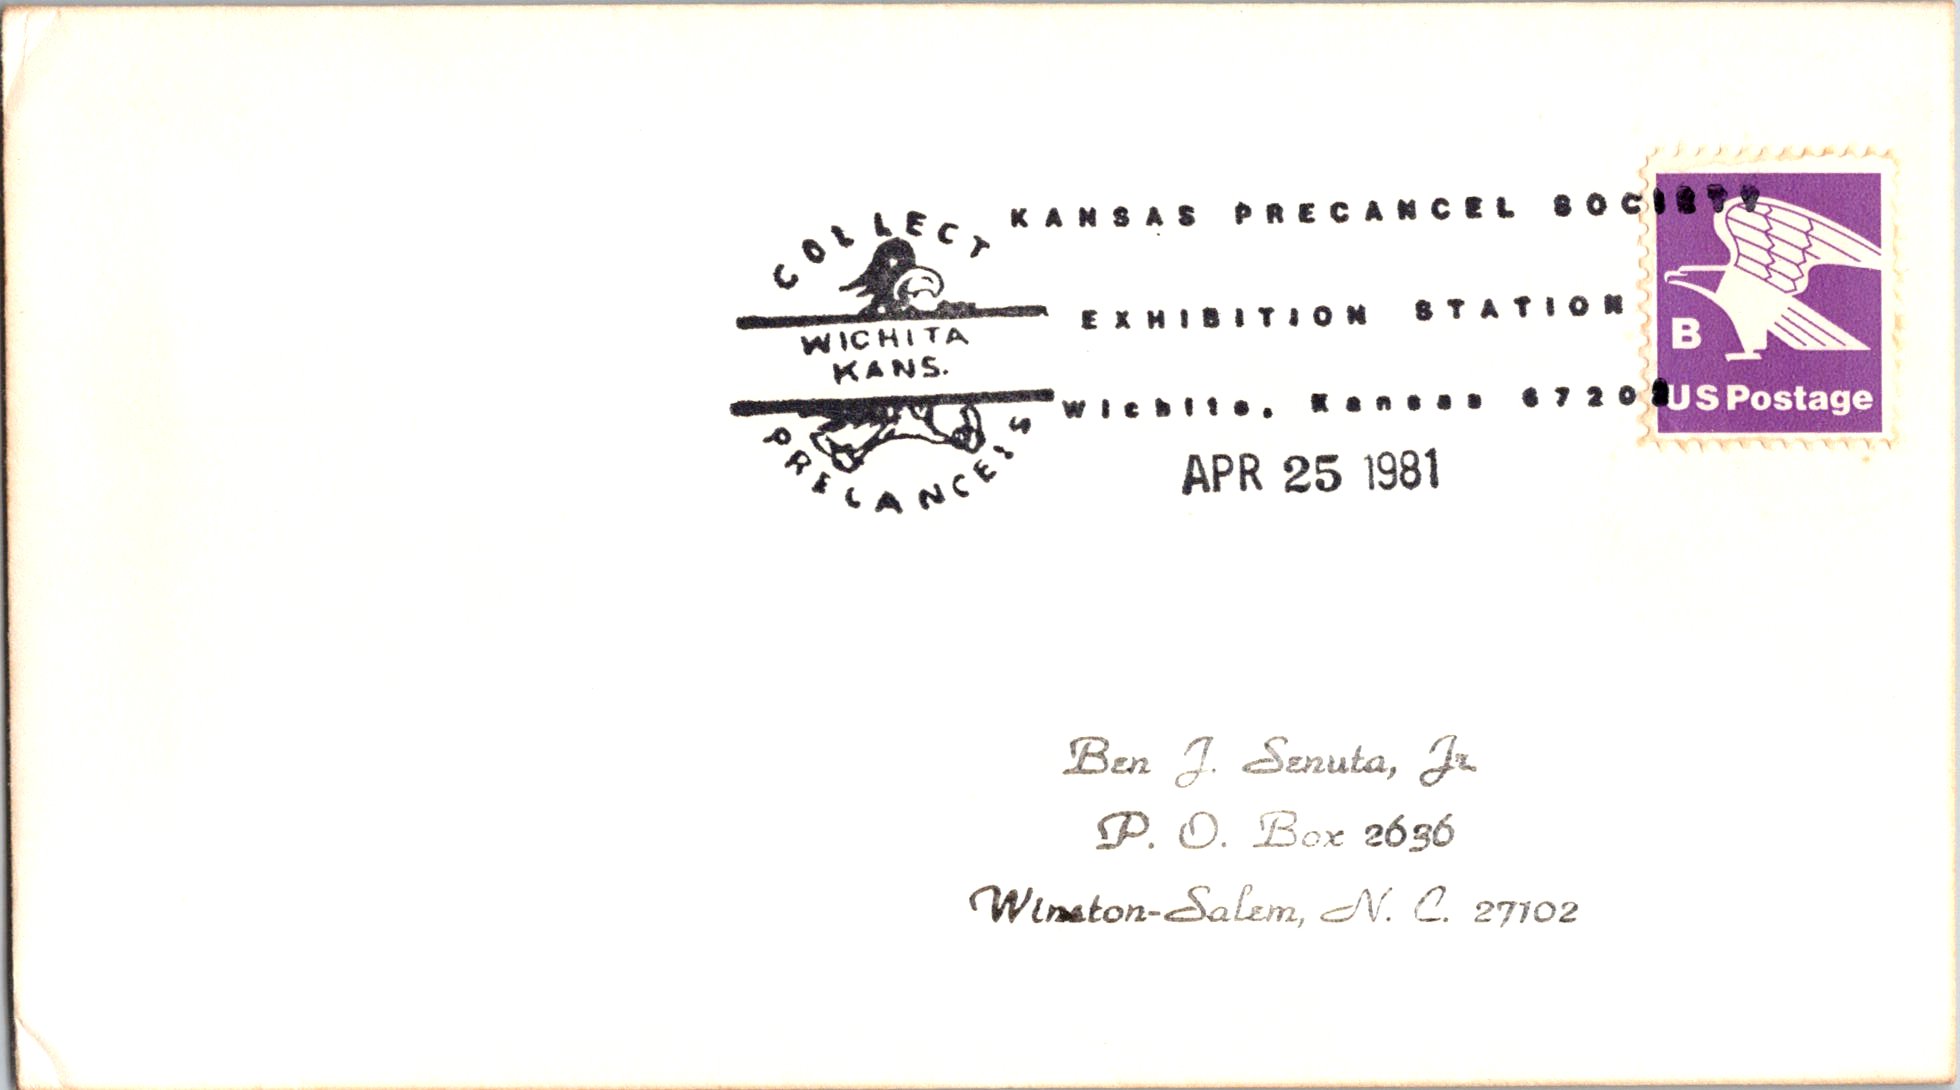 COLLECT
WICHITA
KANS.
PRECANCELS
KANSAS PRECANCEL SOCIETY
EXHIBITION STATION
Wichita, Kansas 67202
APR 25 1981
B
US Postage
Ben J. Senuta, Jr.
P. O. Box 2636
Winston-Salem, N. C. 27102